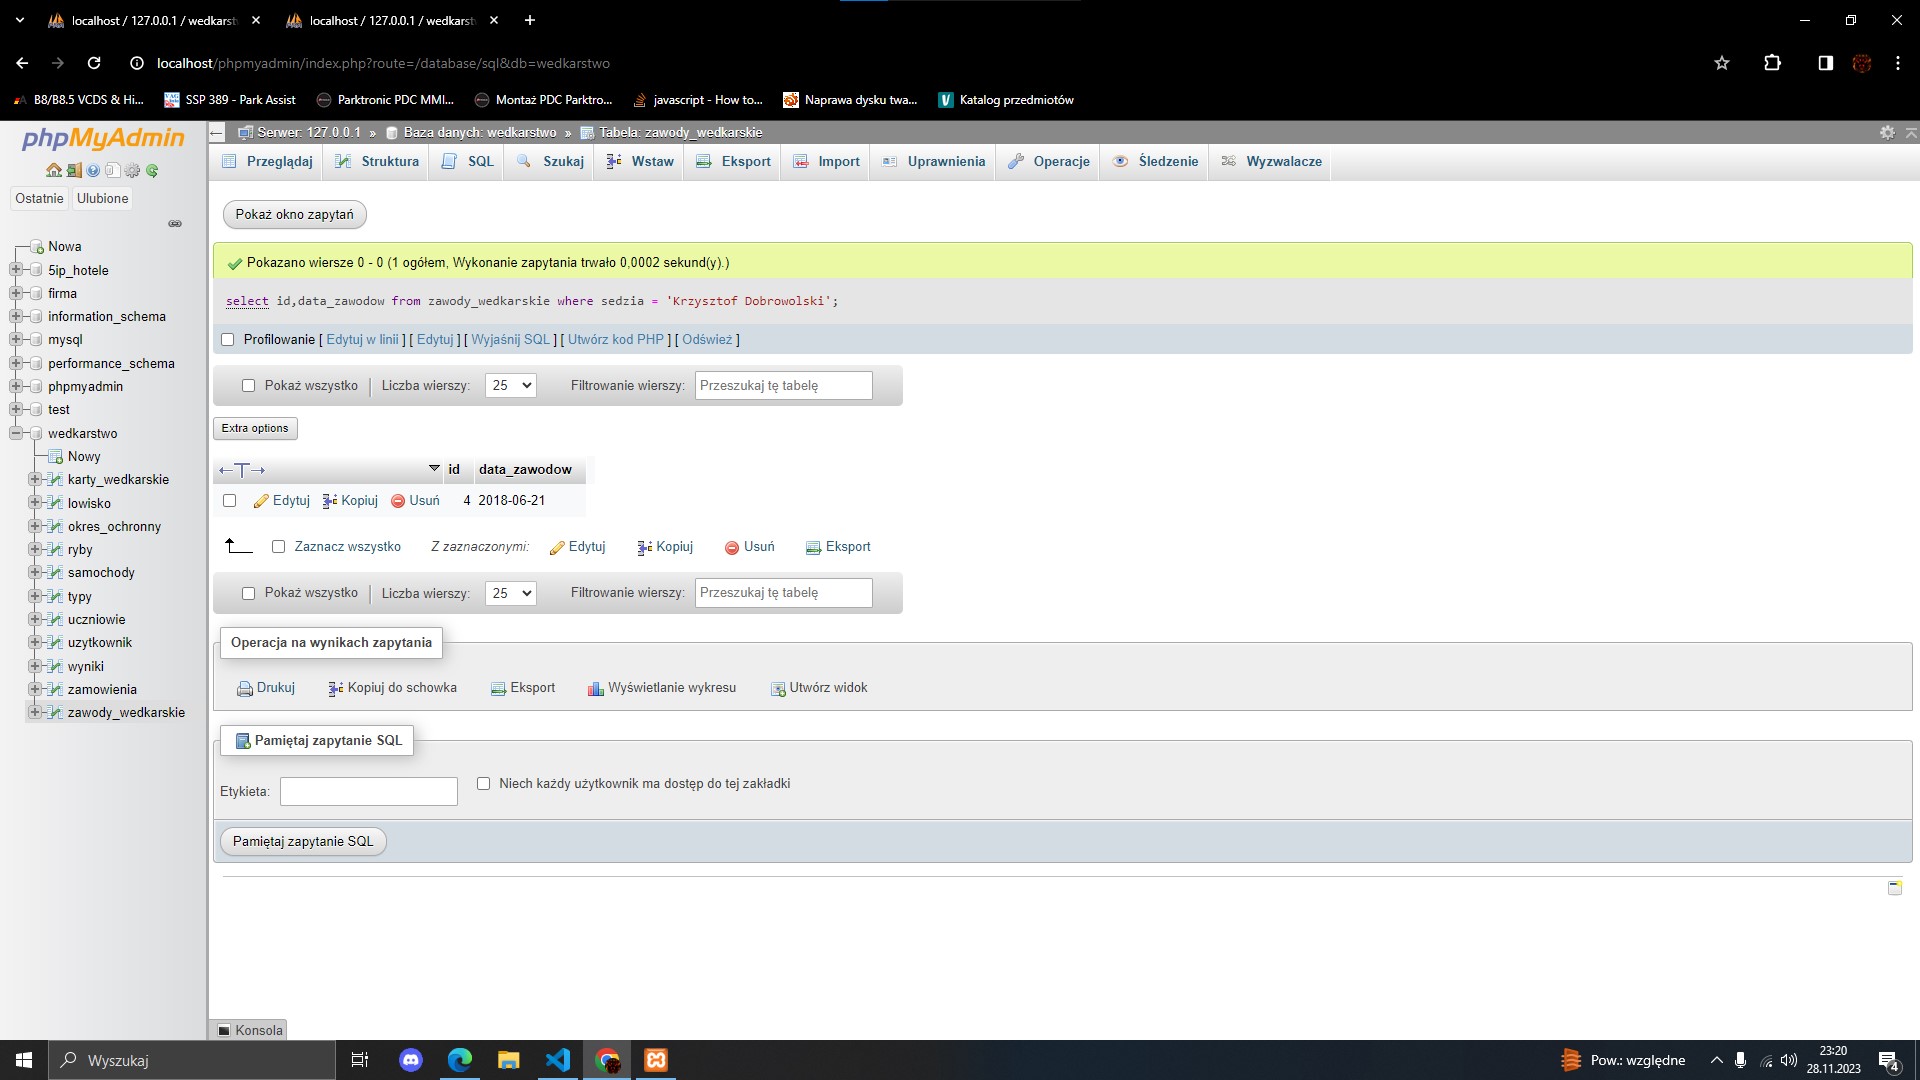 localhost / 127.0.0.1 / wedkarst
localhost / 127.0.0.1 / wedkarst
localhost/phpmyadmin/index.php?route=/database/sql&db=wedkarstwo
B8/B8.5 VCDS & Hi...
SSP 389 - Park Assist
Parktronic PDC MMI...
Montaż PDC Parktro...
javascript - How to...
Naprawa dysku twa...
Katalog przedmiotów
phpMyAdmin
Ostatnie
Ulubione
Nowa
5ip_hotele
firma
information_schema
mysql
performance_schema
phpmyadmin
test
wedkarstwo
Nowy
karty_wedkarskie
lowisko
okres_ochronny
ryby
samochody
typy
uczniowie
uzytkownik
wyniki
zamowienia
zawody_wedkarskie
Serwer: 127.0.0.1 » Baza danych: wedkarstwo » Tabela: zawody_wedkarskie
Przeglądaj
Struktura
SQL
Szukaj
Wstaw
Eksport
Import
Uprawnienia
Operacje
Śledzenie
Wyzwalacze
Pokaż okno zapytań
Pokazano wiersze 0 - 0 (1 ogółem, Wykonanie zapytania trwało 0,0002 sekund(y).)
select id,data_zawodow from zawody_wedkarskie where sedzia = 'Krzysztof Dobrowolski';
Profilowanie [ Edytuj w linii ] [ Edytuj ] [ Wyjaśnij SQL ] [ Utwórz kod PHP ] [ Odśwież ]
Pokaż wszystko
Liczba wierszy:
25
Filtrowanie wierszy:
Przeszukaj tę tabelę
Extra options
id
data_zawodow
Edytuj
Kopiuj
Usuń
4
2018-06-21
Zaznacz wszystko
Z zaznaczonymi:
Edytuj
Kopiuj
Usuń
Eksport
Pokaż wszystko
Liczba wierszy:
25
Filtrowanie wierszy:
Przeszukaj tę tabelę
Operacja na wynikach zapytania
Drukuj
Kopiuj do schowka
Eksport
Wyświetlanie wykresu
Utwórz widok
Pamiętaj zapytanie SQL
Etykieta:
Niech każdy użytkownik ma dostęp do tej zakładki
Pamiętaj zapytanie SQL
Konsola
Wyszukaj
Pow.: względne
23:20
28.11.2023
4